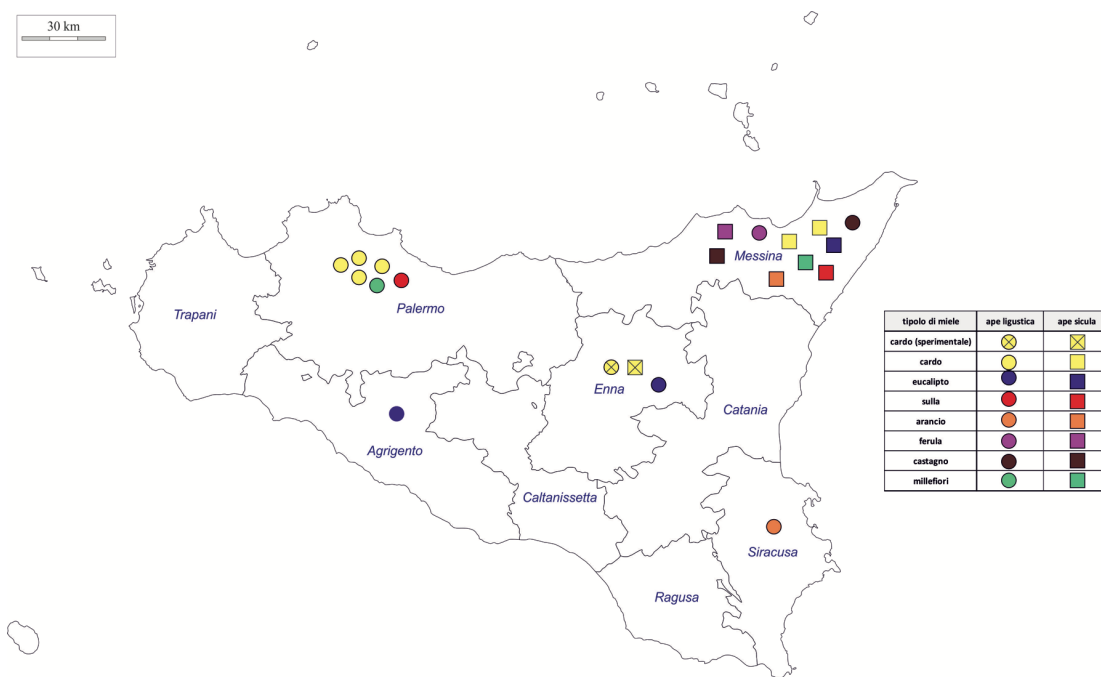 30 km
Messina
Trapani
Palermo
Enna
Catania
Agrigento
Caltanissetta
Siracusa
Ragusa
tipolo di miele ape ligustica ape sicula
cardo (sperimentale)
cardo
eucalipto
sulla
arancio
ferula
castagno
millefiori